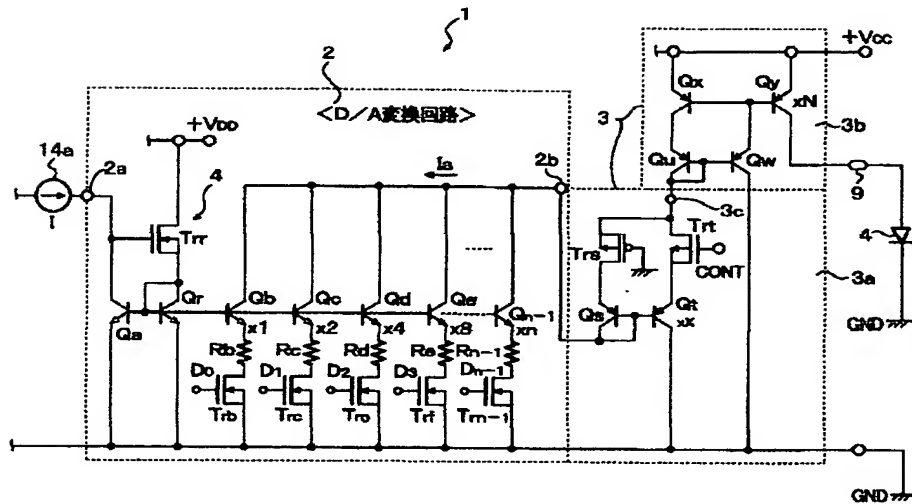 1
2
+Vcc
Qx
Qy
xN
<D/A変換回路>
3
3b
+VDD
14a
2a
4
Ia
2b
Qu
Qw
9
I
3c
Trr
Trt
Trs
4
CONT
3a
Qa
Qr
Qb
Qc
Qd
Qe
Qn-1
Qs
Qt
x1
x2
x4
x8
xn
xx
GND
Rb
Rc
Rd
Re
Rn-1
D0
D1
D2
D3
Dn-1
Trb
Trc
Trf
Trn-1
GND